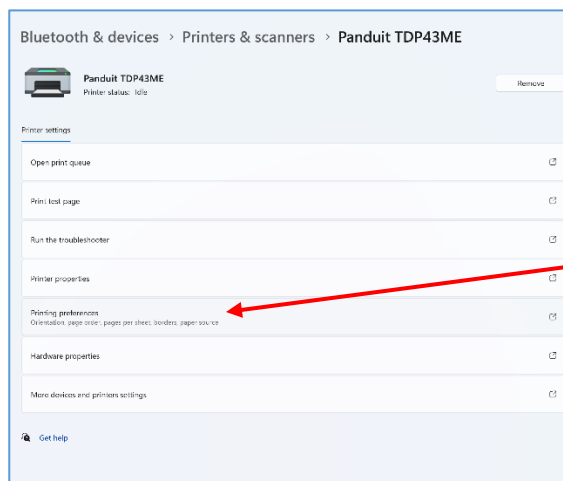 Bluetooth & devices > Printers & scanners > Panduit TDP43ME
Panduit TDP43ME
Printer status: Idle
Remove
Printer settings
Open print queue
Print test page
Run the troubleshooter
Printer properties
Printing preferences
Orientation, page order, pages per sheet, borders, paper source
Hardware properties
More devices and printers settings
Get help